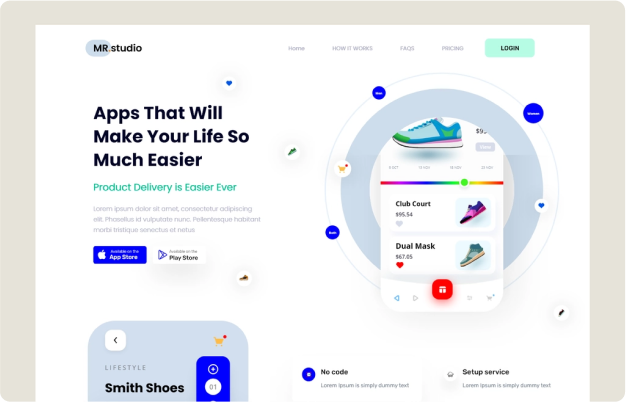 MR.studio
Home
HOW IT WORKS
FAQS
PRICING
LOGIN
Apps That Will
Make Your Life So
Much Easier
Product Delivery is Easier Ever
Lorem ipsum dolor sit amet, consectetur adipiscing
elit. Phasellus id vulputate nunc. Pellentesque habitant
morbi tristique senectus et netus
Available on the
App Store
Available on the
Play Store
Women
Both
Club Court
$95.54
Dual Mask
$67.05
LIFESTYLE
Smith Shoes
01
No code
Lorem Ipsum is simply dummy text
Setup service
Lorem Ipsum is simply dummy text